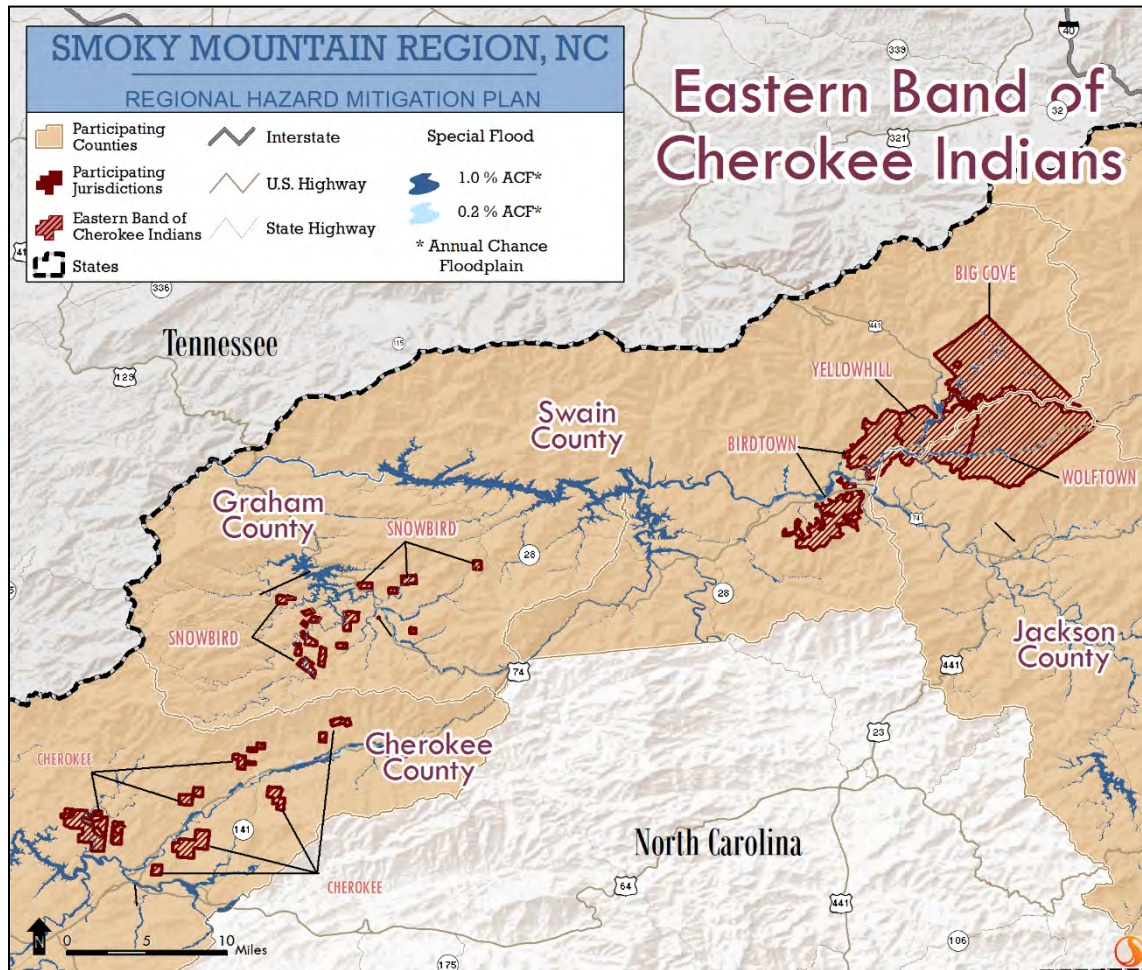 SMOKY MOUNTAIN REGION, NC
REGIONAL HAZARD MITIGATION PLAN
Participating
Counties
Interstate
Special Flood
Participating
Jurisdictions
U.S. Highway
1.0 % ACF*
0.2 % ACF*
Eastern Band of
Cherokee Indians
State Highway
* Annual Chance
Floodplain
States
Eastern Band of
Cherokee Indians
40
339
32
321
336
115
441
123
Tennessee
BIG COVE
YELLOWHILL
Swain
County
BIRDTOWN
WOLFTOWN
Graham
County
SNOWBIRD
74
28
28
SNOWBIRD
Jackson
County
441
74
23
Cherokee
County
CHEROKEE
141
North Carolina
CHEROKEE
64
441
106
175
N
0 5 10
Miles